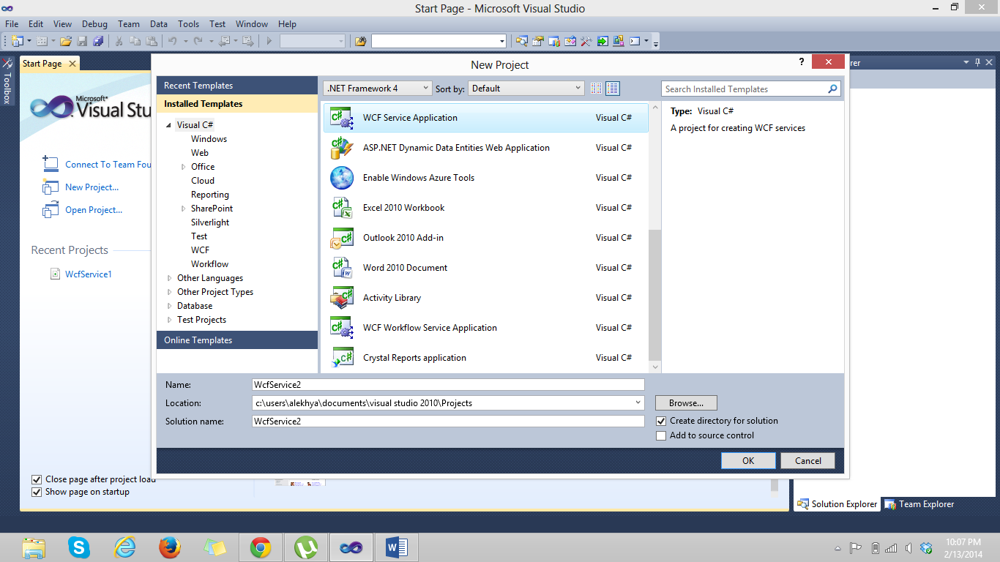 Start Page - Microsoft Visual Studio
File Edit View Debug Team Data Tools Test Window Help
Toolbox
Start Page
Microsoft®
Visual Stu
Connect To Team Fou
New Project...
Open Project...
Recent Projects
WcfService1
Close page after project load
Show page on startup
New Project
?
Recent Templates
Installed Templates
Visual C#
Windows
Web
Office
Cloud
Reporting
SharePoint
Silverlight
Test
WCF
Workflow
Other Languages
Other Project Types
Database
Test Projects
Online Templates
.NET Framework 4 Sort by: Default
WCF Service Application Visual C#
ASP.NET Dynamic Data Entities Web Application Visual C#
Enable Windows Azure Tools Visual C#
Excel 2010 Workbook Visual C#
Outlook 2010 Add-in Visual C#
Word 2010 Document Visual C#
Activity Library Visual C#
WCF Workflow Service Application Visual C#
Crystal Reports application Visual C#
Search Installed Templates
Type: Visual C#
A project for creating WCF services
Name: WcfService2
Location: c:\users\alekhya\documents\visual studio 2010\Projects
Browse...
Solution name: WcfService2
Create directory for solution
Add to source control
OK Cancel
rer
Solution Explorer Team Explorer
10:07 PM
2/13/2014